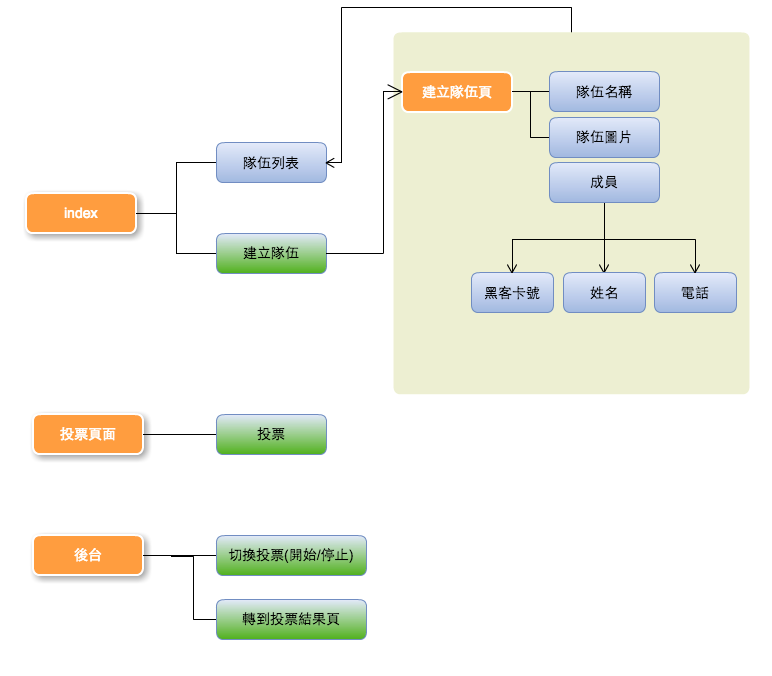 建立隊伍頁
隊伍名稱
隊伍圖片
隊伍列表
成員
index
建立隊伍
黑客卡號
姓名
電話
投票頁面
投票
後台
切換投票(開始/停止)
轉到投票結果頁